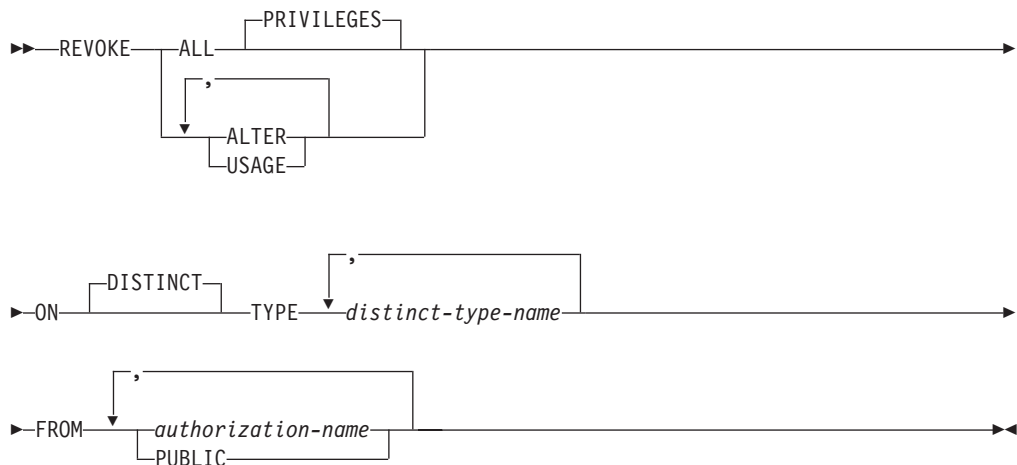 PRIVILEGES
REVOKE ALL
,
ALTER
USAGE
DISTINCT ,
ON TYPE distinct-type-name
,
FROM authorization-name
PUBLIC